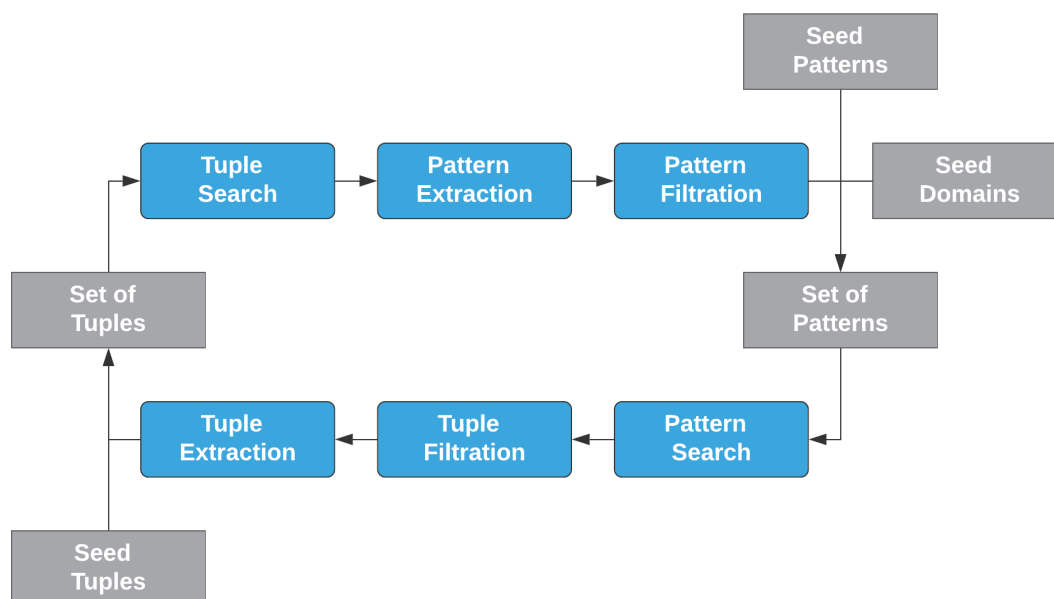 Seed
Patterns
Tuple
Search
Pattern
Extraction
Pattern
Filtration
Seed
Domains
Set of
Tuples
Set of
Patterns
Tuple
Extraction
Tuple
Filtration
Pattern
Search
Seed
Tuples